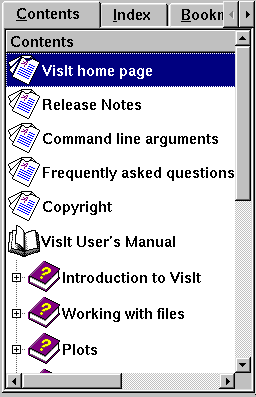 Contents Index
Contents
VisIt home page
Release Notes
Command line arguments
Frequently asked questions
Copyright
VisIt User's Manual
Introduction to VisIt
Working with files
Plots